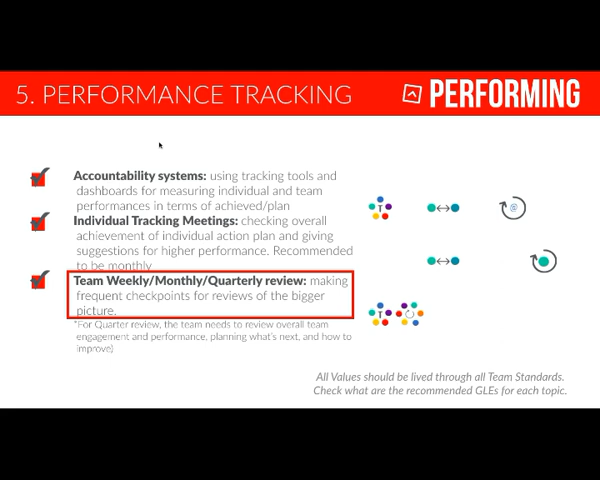 5. PERFORMANCE TRACKING
PERFORMING
Accountability systems: using tracking tools and
dashboards for measuring individual and team
performances in terms of achieved/plan
Individual Tracking Meetings: checking overall
achievement of individual action plan and giving
suggestions for higher performance. Recommended
to be monthly
Team Weekly/Monthly/Quarterly review: making
frequent checkpoints for reviews of the bigger
picture.
*For Quarter review, the team needs to review overall team
engagement and performance, planning what's next, and how to
improve)
T
T
All Values should be lived through all Team Standards.
Check what are the recommended GLEs for each topic.